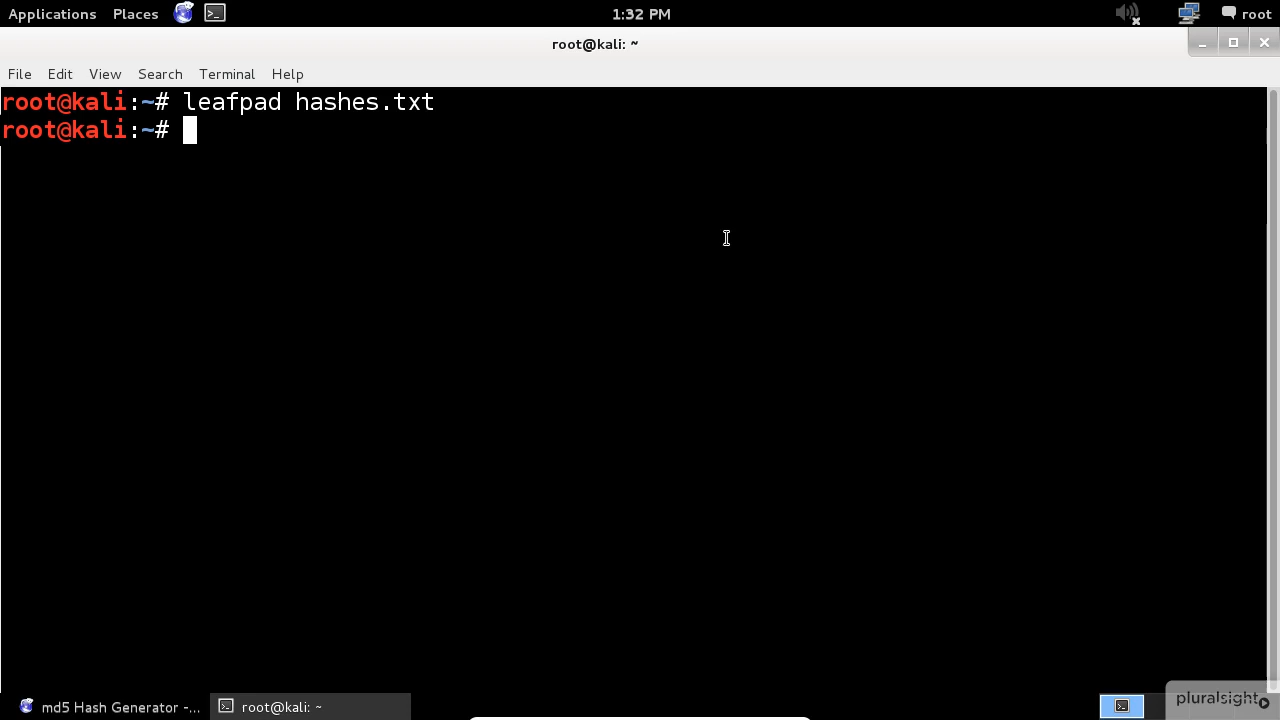 Applications Places 1:32 PM root
root@kali: ~
File Edit View Search Terminal Help
root@kali:~# leafpad hashes.txt
root@kali:~#
md5 Hash Generator -... root@kali: ~ pluralsight